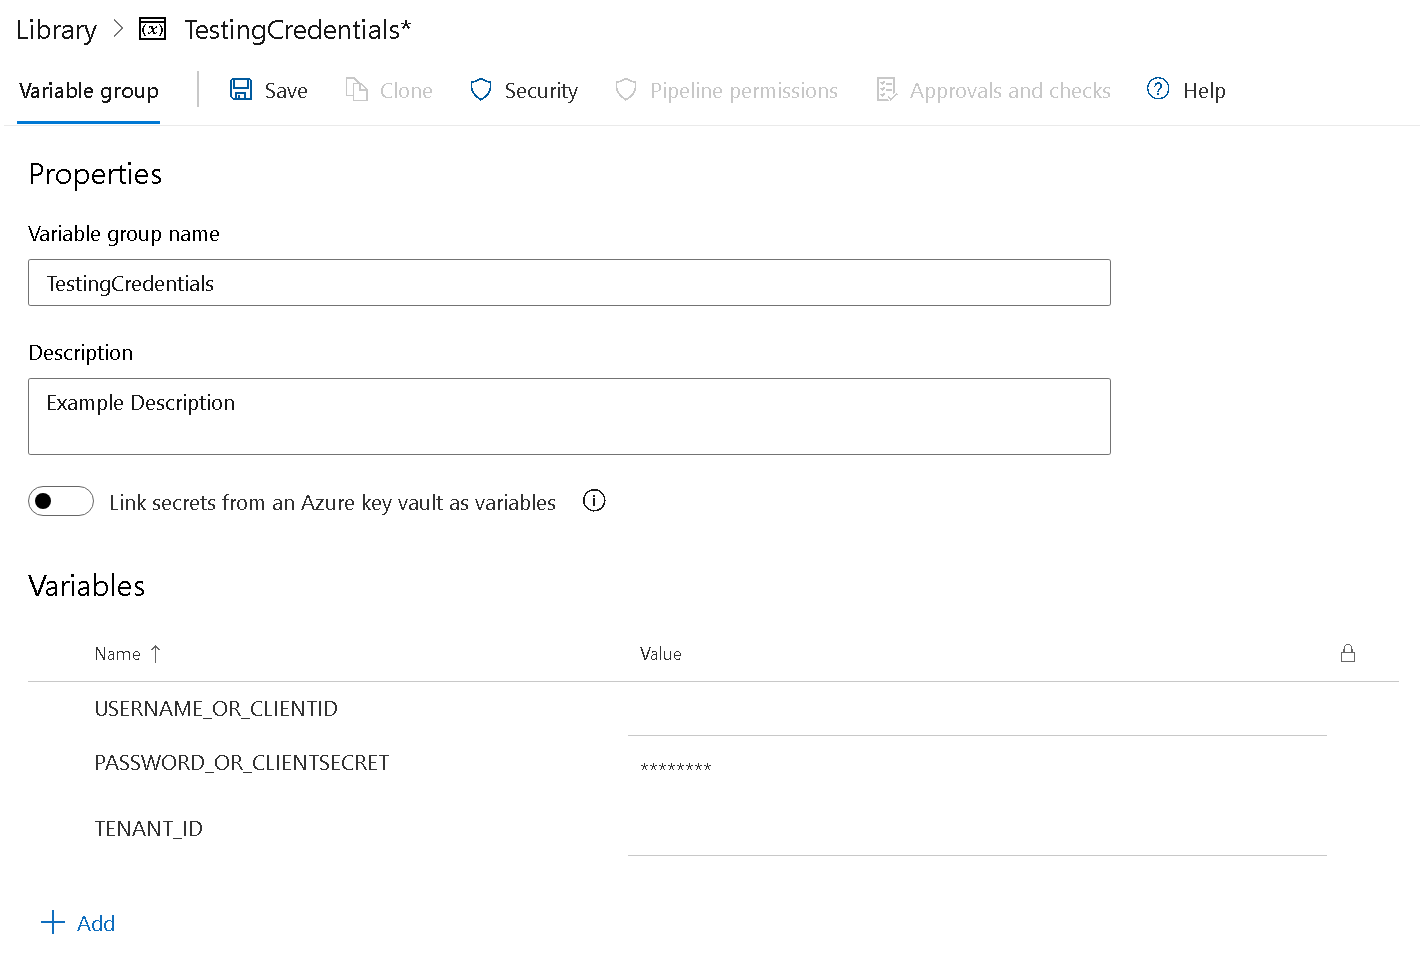 Library > (x) TestingCredentials*
Variable group Save Clone Security Pipeline permissions Approvals and checks ? Help
Properties
Variable group name
TestingCredentials
Description
Example Description
Link secrets from an Azure key vault as variables
Variables
Name ↑ Value
USERNAME_OR_CLIENTID
PASSWORD_OR_CLIENTSECRET ********
TENANT_ID
+ Add